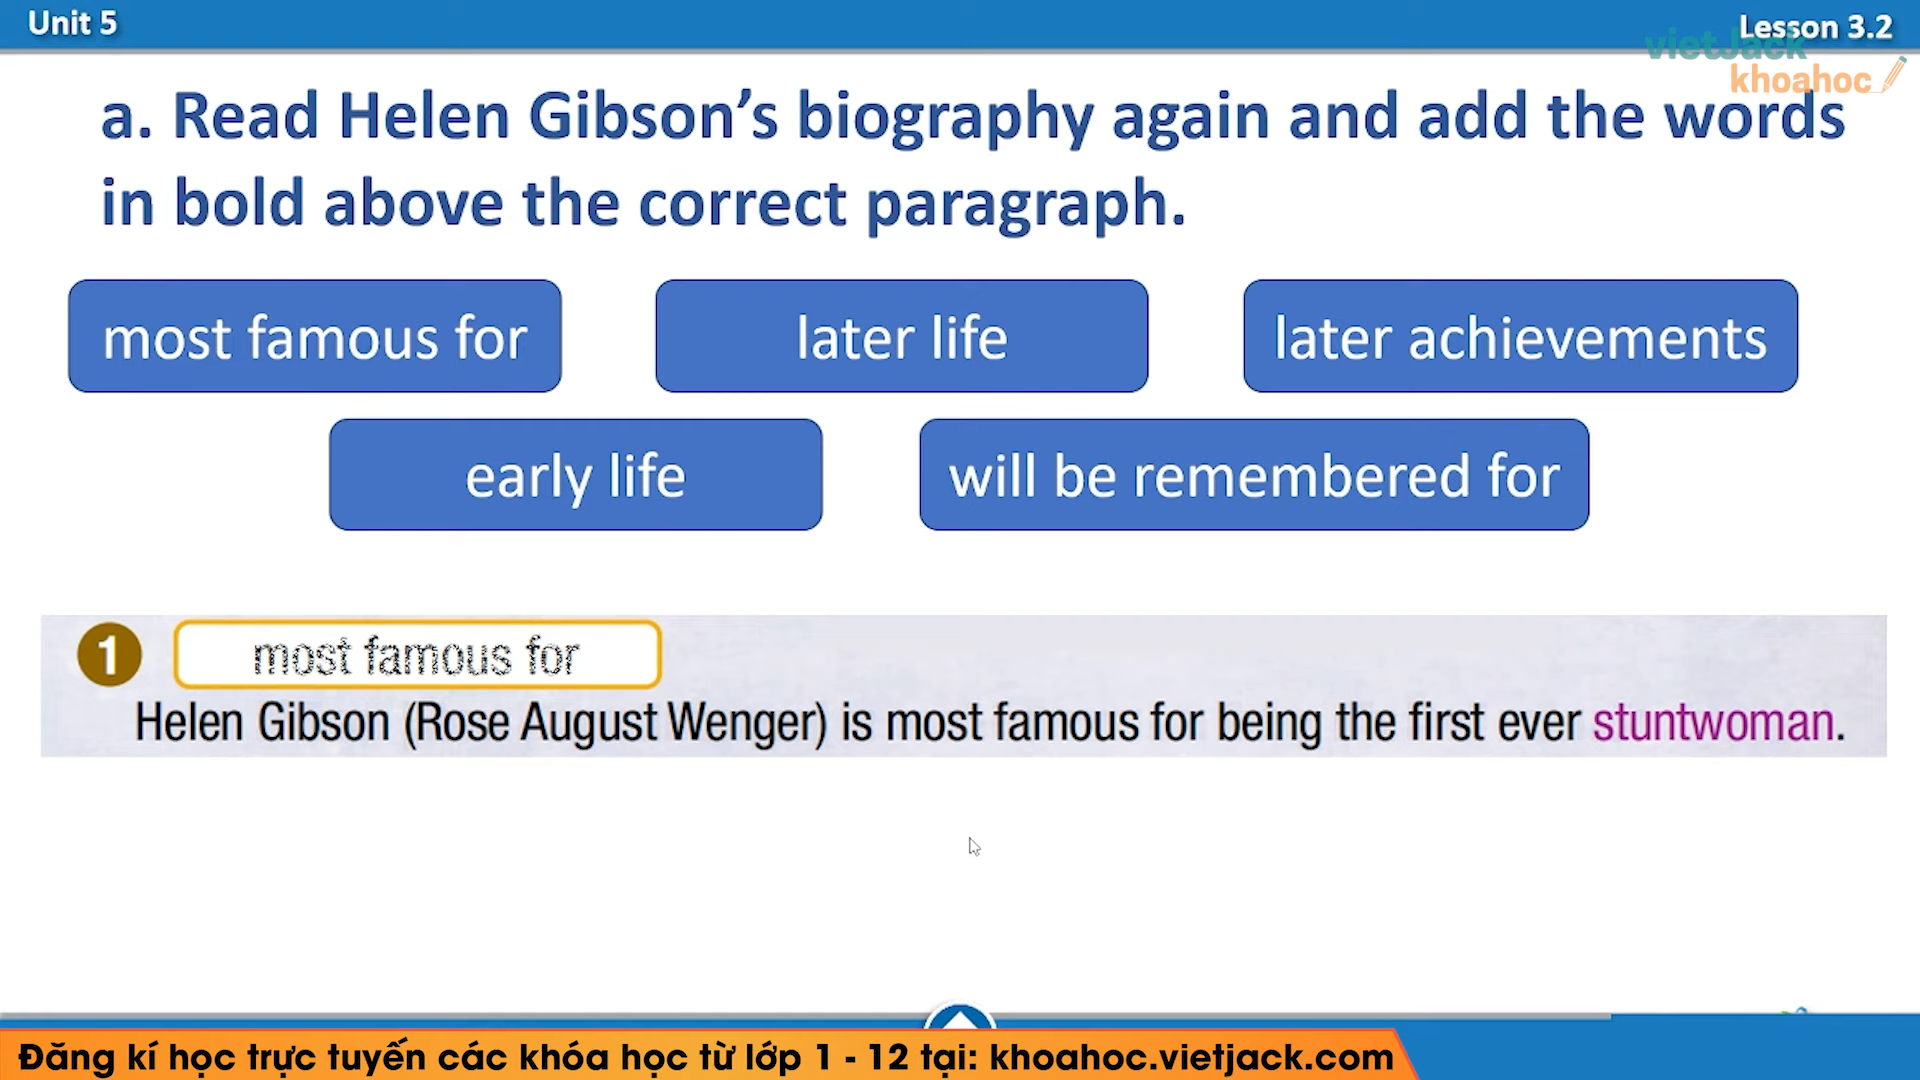 Unit 5
Lesson 3.2
vietJack
khoahoc
a. Read Helen Gibson’s biography again and add the words
in bold above the correct paragraph.
most famous for
later life
later achievements
early life
will be remembered for
1
most famous for
Helen Gibson (Rose August Wenger) is most famous for being the first ever stuntwoman.
Đăng kí học trực tuyến các khóa học từ lớp 1 - 12 tại: khoahoc.vietjack.com